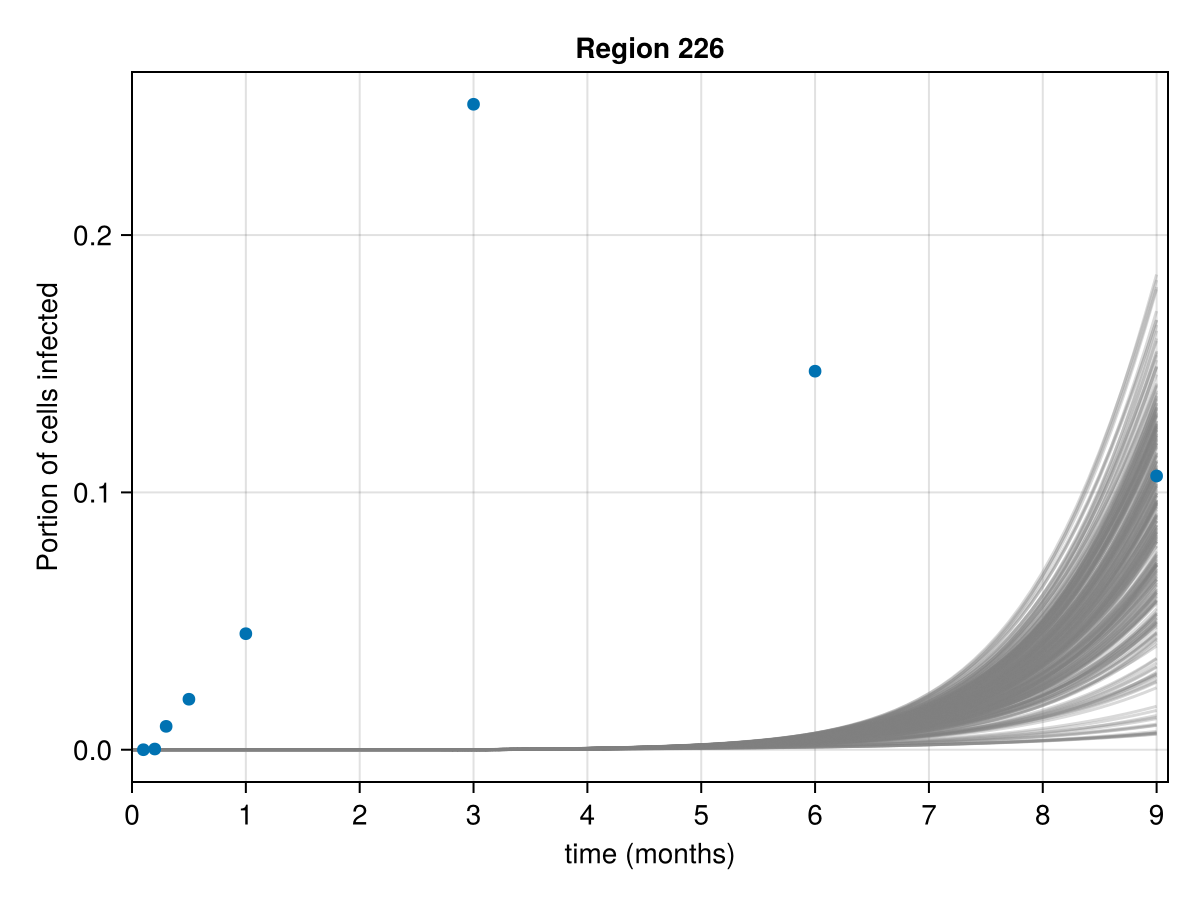 Region 226
Portion of cells infected
0.2
0.1
0.0
0 1 2 3 4 5 6 7 8 9
time (months)